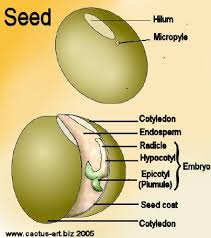 Seed
Hilum
Micropyle
Cotyledon
Endosperm
Radicle
Hypocotyl
Embryo
Epicotyl
(Plumule)
Seed coat
Cotyledon
www.cactus-art.biz 2005